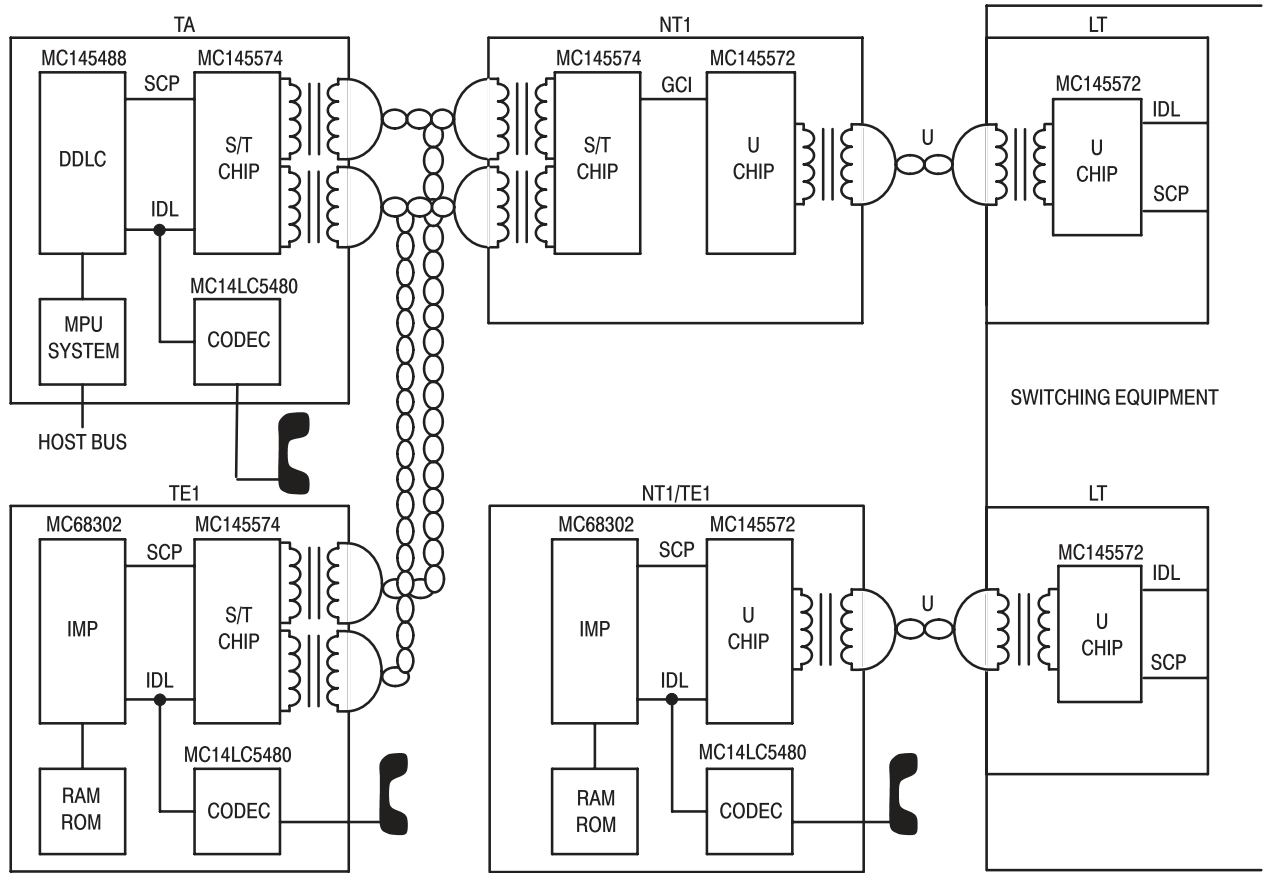 TA
MC145488
SCP
MC145574
DDLC
S/T
CHIP
IDL
MC14LC5480
MPU
SYSTEM
CODEC
HOST BUS
NT1
MC145574
GCI
MC145572
S/T
CHIP
U
CHIP
U
LT
MC145572
IDL
U
CHIP
SCP
SWITCHING EQUIPMENT
TE1
MC68302
SCP
MC145574
IMP
S/T
CHIP
IDL
MC14LC5480
RAM
ROM
CODEC
NT1/TE1
MC68302
SCP
MC145572
IMP
U
CHIP
IDL
MC14LC5480
RAM
ROM
CODEC
U
LT
MC145572
IDL
U
CHIP
SCP